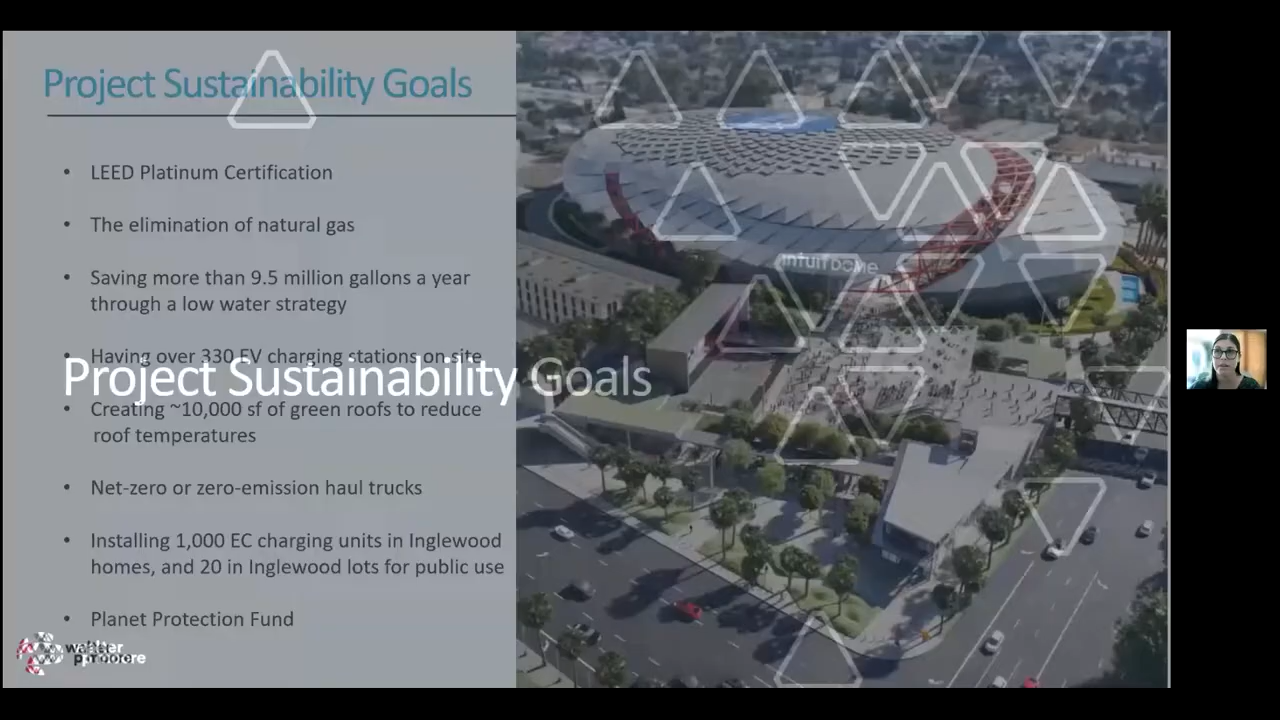 Project Sustainability Goals
• LEED Platinum Certification
• The elimination of natural gas
• Saving more than 9.5 million gallons a year
through a low water strategy
• Having over 330 EV charging stations on site
Project Sustainability Goals
• Creating ~10,000 sf of green roofs to reduce
roof temperatures
• Net-zero or zero-emission haul trucks
• Installing 1,000 EC charging units in Inglewood
homes, and 20 in Inglewood lots for public use
• Planet Protection Fund
intuit DOME
walter
p moore